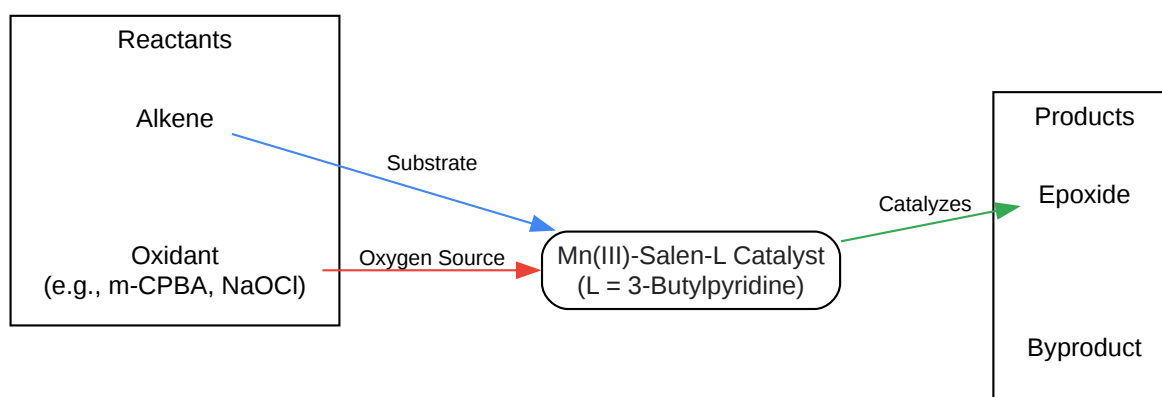 Reactants
Alkene
Substrate
Oxidant
(e.g., m-CPBA, NaOCl)
Oxygen Source
Mn(III)-Salen-L Catalyst
(L = 3-Butylpyridine)
Catalyzes
Products
Epoxide
Byproduct